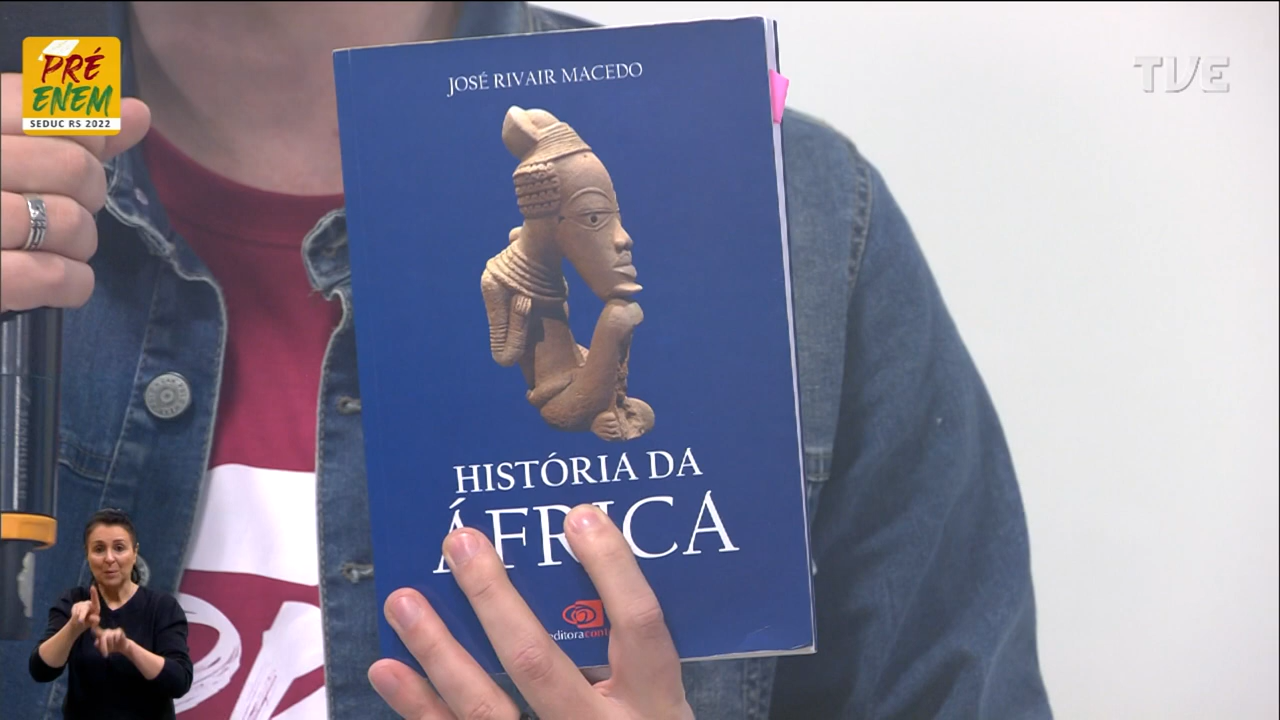 PRÉ
ENEM
SEDUC RS 2022
TVE
JOSÉ RIVAIR MACEDO
HISTÓRIA DA
ÁFRICA